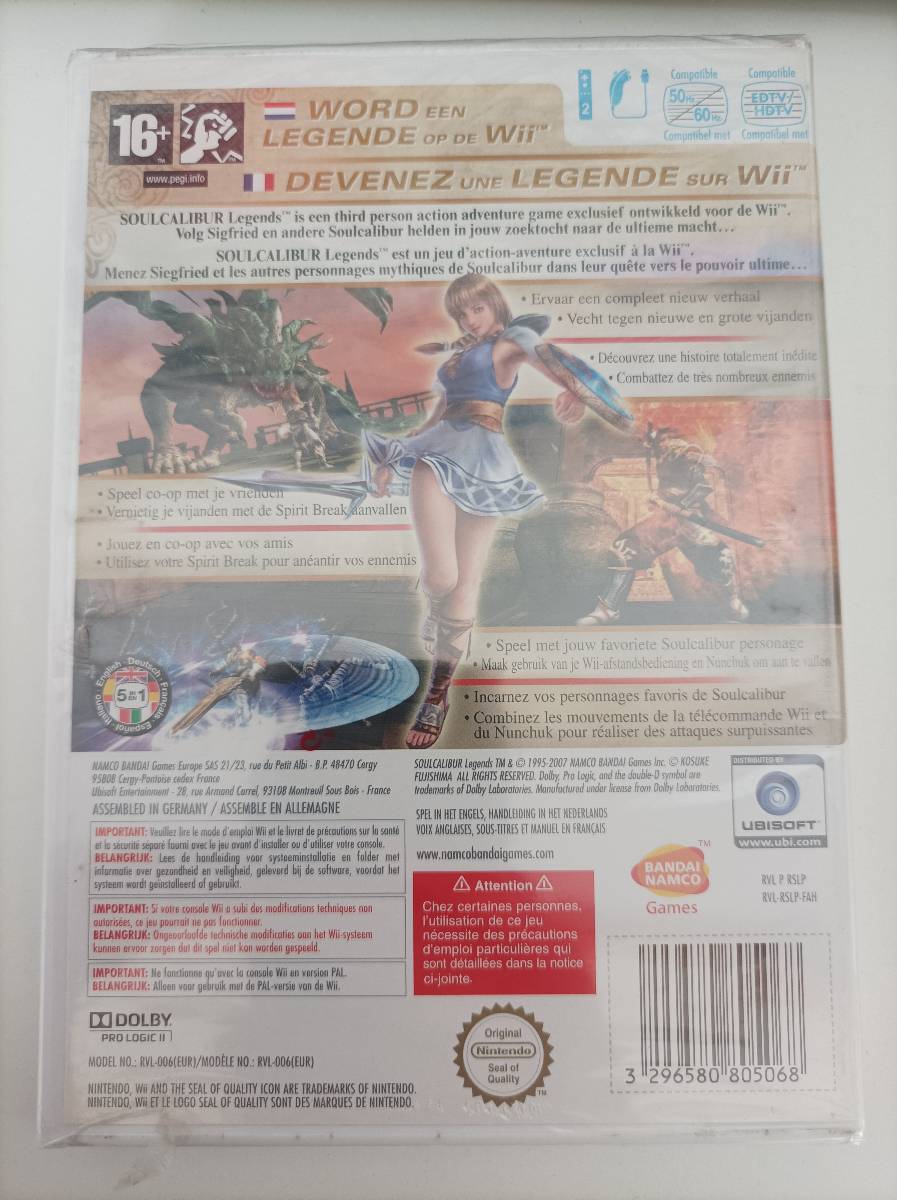 16+
www.pegi.info
WORD EEN
LEGENDE OP DE Wii™
DEVENEZ UNE LEGENDE SUR Wii™
2
Compatible
50Hz
60Hz
Compatibel met
Compatible
EDTV/
HDTV
Compatibel met
SOULCALIBUR Legends™ is een third person action adventure game exclusief ontwikkeld voor de Wii™.
Volg Sigfried en andere Soulcalibur helden in jouw zoektocht naar de ultieme macht…
SOULCALIBUR Legends™ est un jeu d'action-aventure exclusif à la Wii™.
Menez Siegfried et les autres personnages mythiques de Soulcalibur dans leur quête vers le pouvoir ultime…
• Ervaar een compleet nieuw verhaal
• Vecht tegen nieuwe en grote vijanden
• Découvrez une histoire totalement inédite
• Combattez de très nombreux ennemis
• Speel co-op met je vrienden
• Vernietig je vijanden met de Spirit Break aanvallen
• Jouez en co-op avec vos amis
• Utilisez votre Spirit Break pour anéantir vos ennemis
• Speel met jouw favoriete Soulcalibur personage
• Maak gebruik van je Wii-afstandsbediening en Nunchuk om aan te vallen
• Incarnez vos personnages favoris de Soulcalibur
• Combinez les mouvements de la télécommande Wii et
du Nunchuk pour réaliser des attaques surpuissantes
English · Deutsch · Français · Español · Italiano
5 IN EN 1
NAMCO BANDAI Games Europe SAS 21/23, rue du Petit Albi - B.P. 48470 Cergy
95808 Cergy-Pontoise cedex France
Ubisoft Entertainment - 28, rue Armand Carrel, 93108 Montreuil Sous Bois - France
ASSEMBLED IN GERMANY / ASSEMBLE EN ALLEMAGNE
SOULCALIBUR Legends TM & © 1995-2007 NAMCO BANDAI Games Inc. © KOSUKE
FUJISHIMA ALL RIGHTS RESERVED. Dolby, Pro Logic, and the double-D symbol are
trademarks of Dolby Laboratories. Manufactured under license from Dolby Laboratories.
SPEL IN HET ENGELS, HANDLEIDING IN HET NEDERLANDS
VOIX ANGLAISES, SOUS-TITRES ET MANUEL EN FRANÇAIS
www.namcobandaigames.com
DISTRIBUTED BY
UBISOFT
www.ubi.com
IMPORTANT: Veuillez lire le mode d'emploi Wii et le livret de précautions sur la santé
et la sécurité séparé fourni avec le jeu avant d'installer ou d'utiliser votre console.
BELANGRIJK: Lees de handleiding voor systeeminstallatie en folder met
informatie over gezondheid en veiligheid, geleverd bij de software, voordat het
systeem wordt geïnstalleerd of gebruikt.
IMPORTANT: Si votre console Wii a subi des modifications techniques non
autorisées, ce jeu pourrait ne pas fonctionner.
BELANGRIJK: Ongeoorloofde technische modificaties aan het Wii-systeem
kunnen ervoor zorgen dat dit spel niet kan worden gespeeld.
IMPORTANT: Ne fonctionne qu'avec la console Wii en version PAL.
BELANGRIJK: Alleen voor gebruik met de PAL-versie van de Wii.
Attention
Chez certaines personnes,
l'utilisation de ce jeu
nécessite des précautions
d'emploi particulières qui
sont détaillées dans la notice
ci-jointe.
BANDAI
NAMCO
Games
TM
RVL P RSLP
RVL-RSLP-FAH
DOLBY
PRO LOGIC II
MODEL NO.: RVL-006(EUR)/MODÈLE NO.: RVL-006(EUR)
NINTENDO, Wii AND THE SEAL OF QUALITY ICON ARE TRADEMARKS OF NINTENDO.
NINTENDO, Wii ET LE LOGO SEAL OF QUALITY SONT DES MARQUES DE NINTENDO.
Original
Nintendo
Seal of
Quality
TM
3 296580 805068